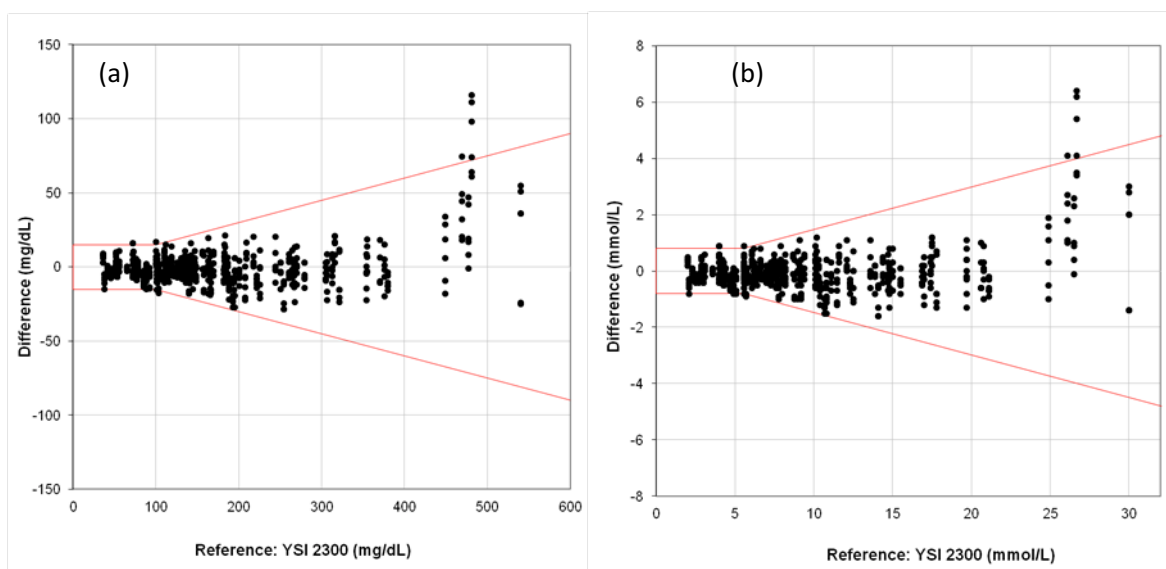 (a)
150
100
50
0
-50
-100
-150
Difference (mg/dL)
0 100 200 300 400 500 600
Reference: YSI 2300 (mg/dL)
(b)
8
6
4
2
0
-2
-4
-6
-8
Difference (mmol/L)
0 5 10 15 20 25 30
Reference: YSI 2300 (mmol/L)